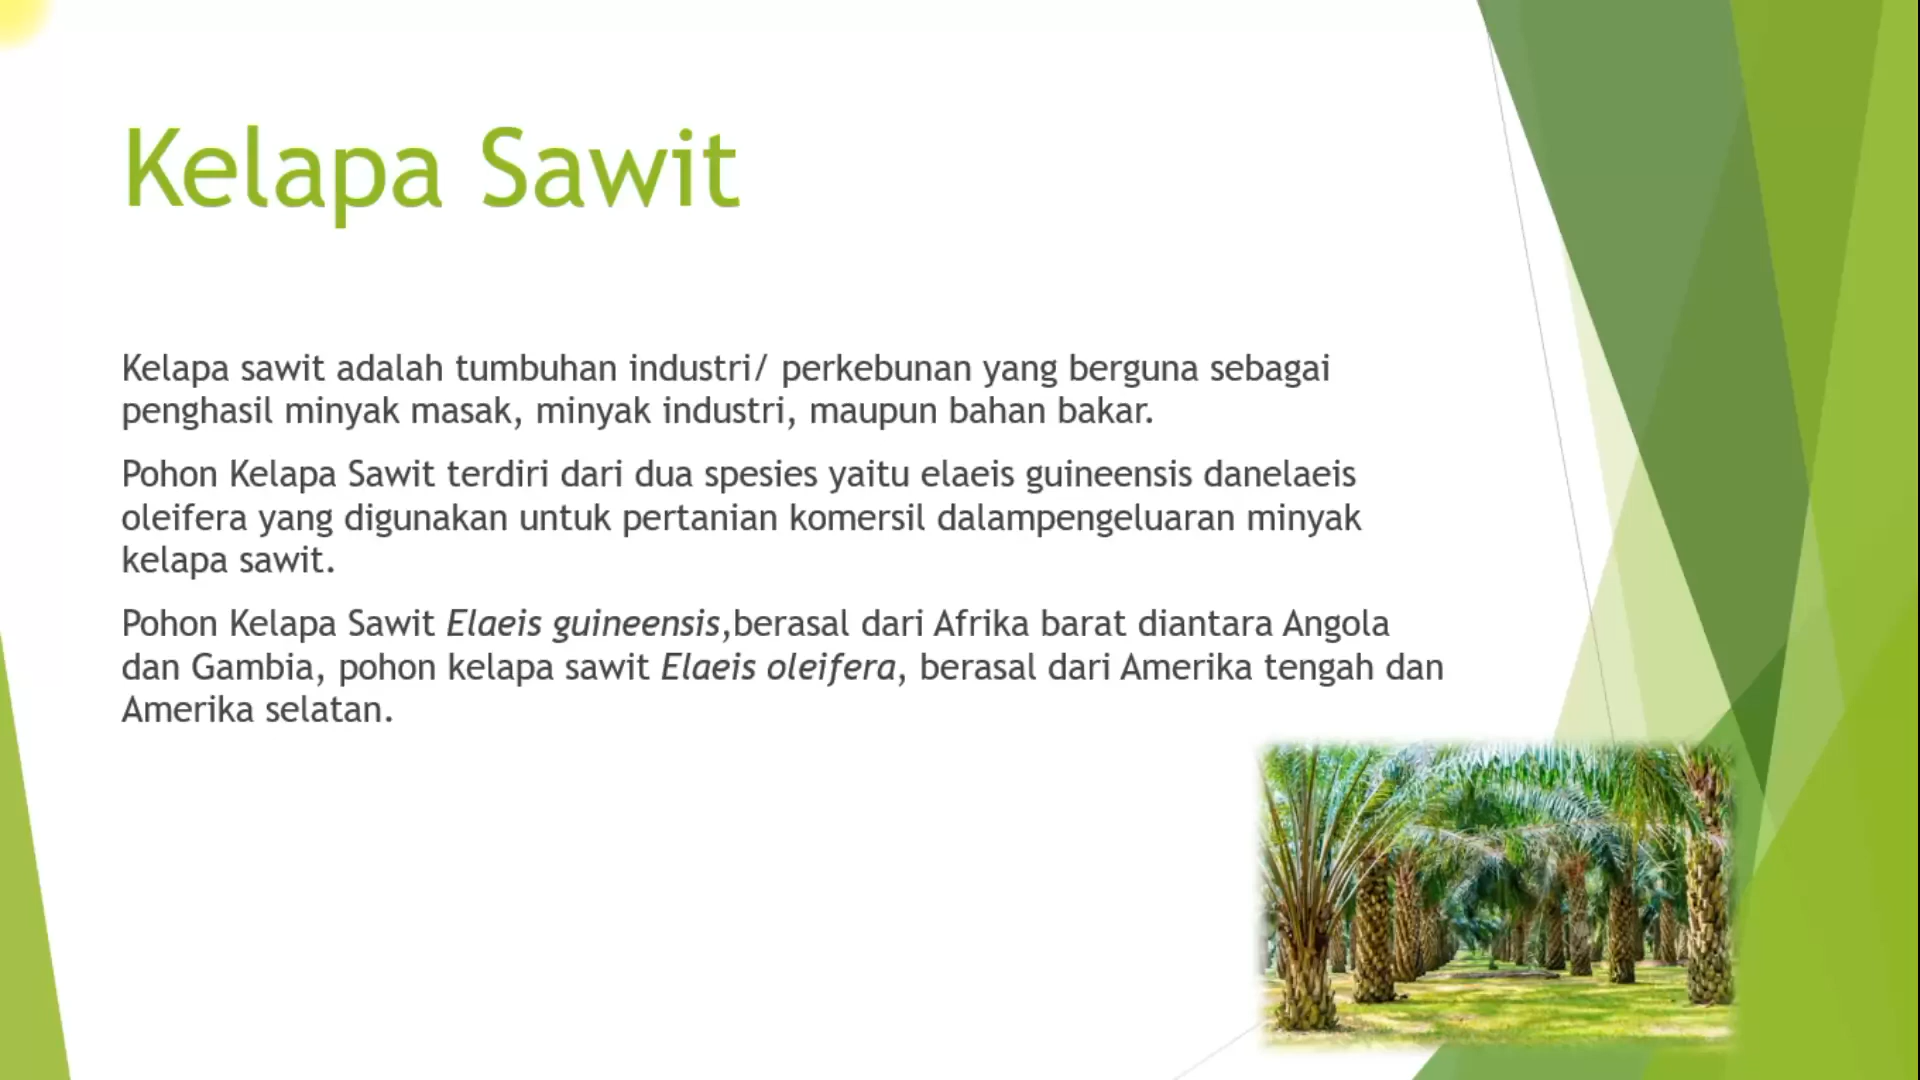 Kelapa Sawit
Kelapa sawit adalah tumbuhan industri/ perkebunan yang berguna sebagai
penghasil minyak masak, minyak industri, maupun bahan bakar.
Pohon Kelapa Sawit terdiri dari dua spesies yaitu elaeis guineensis danelaeis
oleifera yang digunakan untuk pertanian komersil dalampengeluaran minyak
kelapa sawit.
Pohon Kelapa Sawit Elaeis guineensis,berasal dari Afrika barat diantara Angola
dan Gambia, pohon kelapa sawit Elaeis oleifera, berasal dari Amerika tengah dan
Amerika selatan.